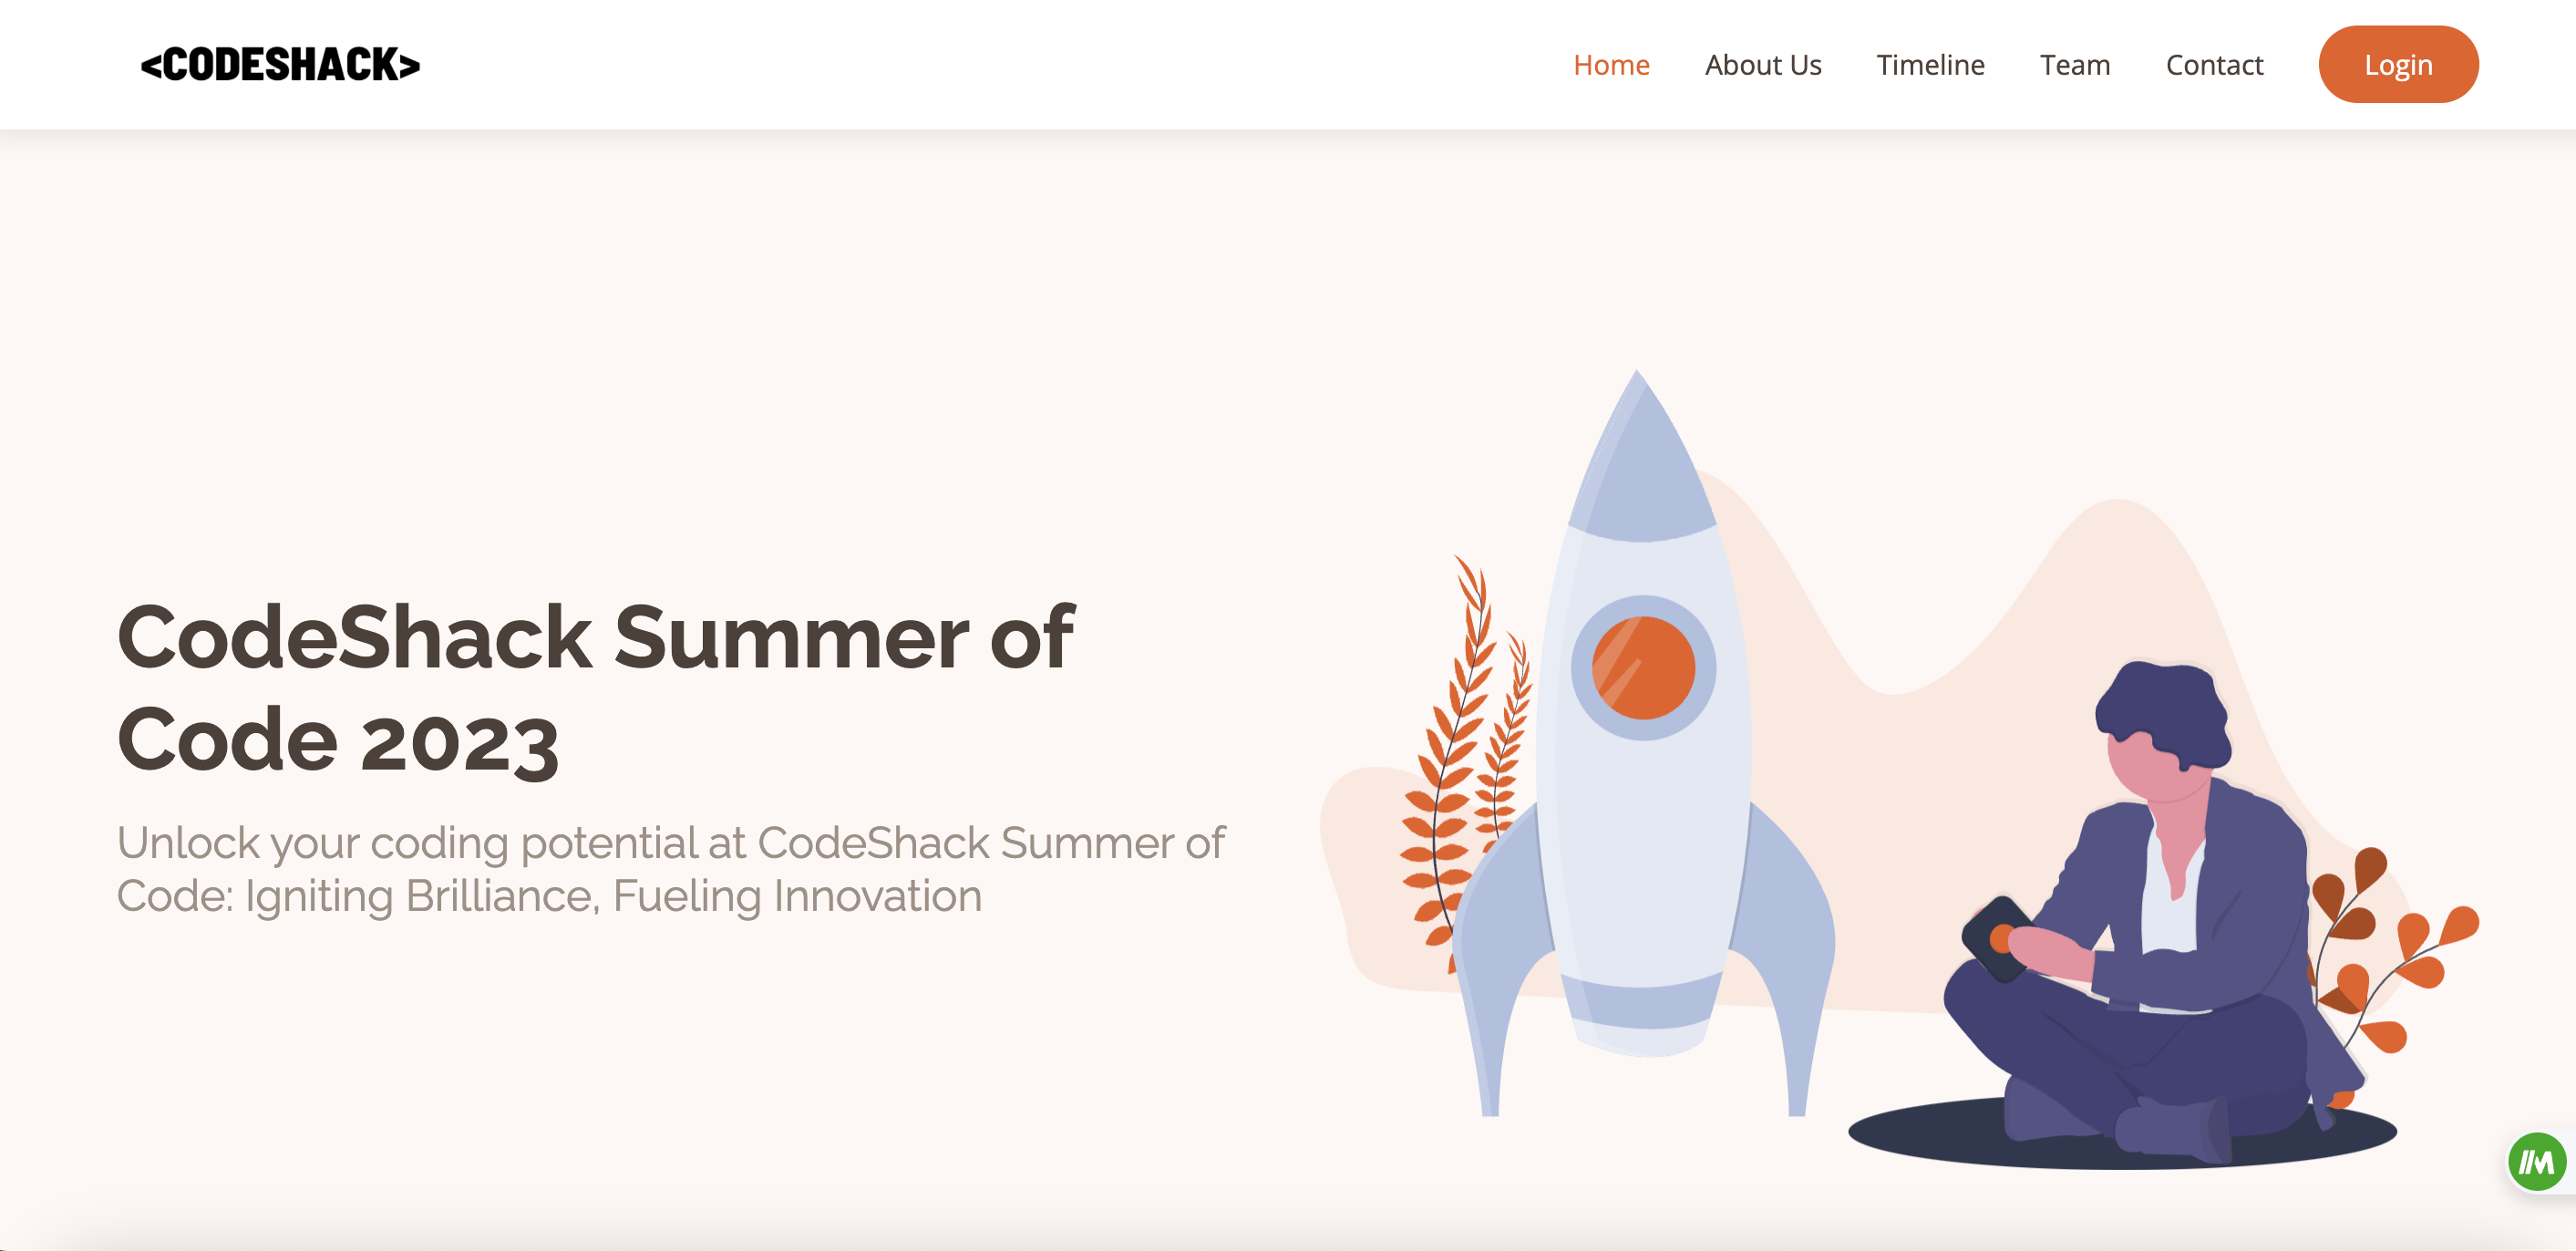 <CODESHACK>
Home About Us Timeline Team Contact Login
CodeShack Summer of
Code 2023
Unlock your coding potential at CodeShack Summer of
Code: Igniting Brilliance, Fueling Innovation
M